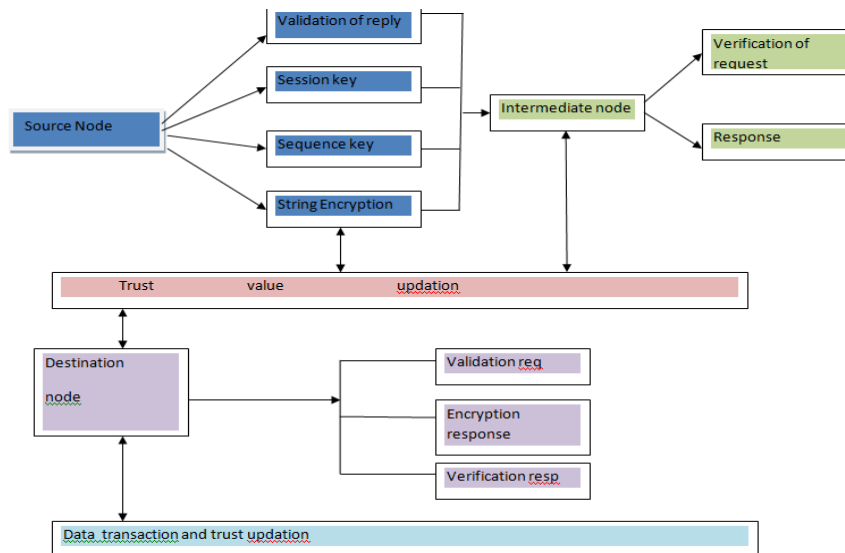 Validation of reply
Verification of
request
Session key
Intermediate node
Source Node
Sequence key
Response
String Encryption
Trust value updation
Destination
node
Validation req
Encryption
response
Verification resp
Data transaction and trust updation